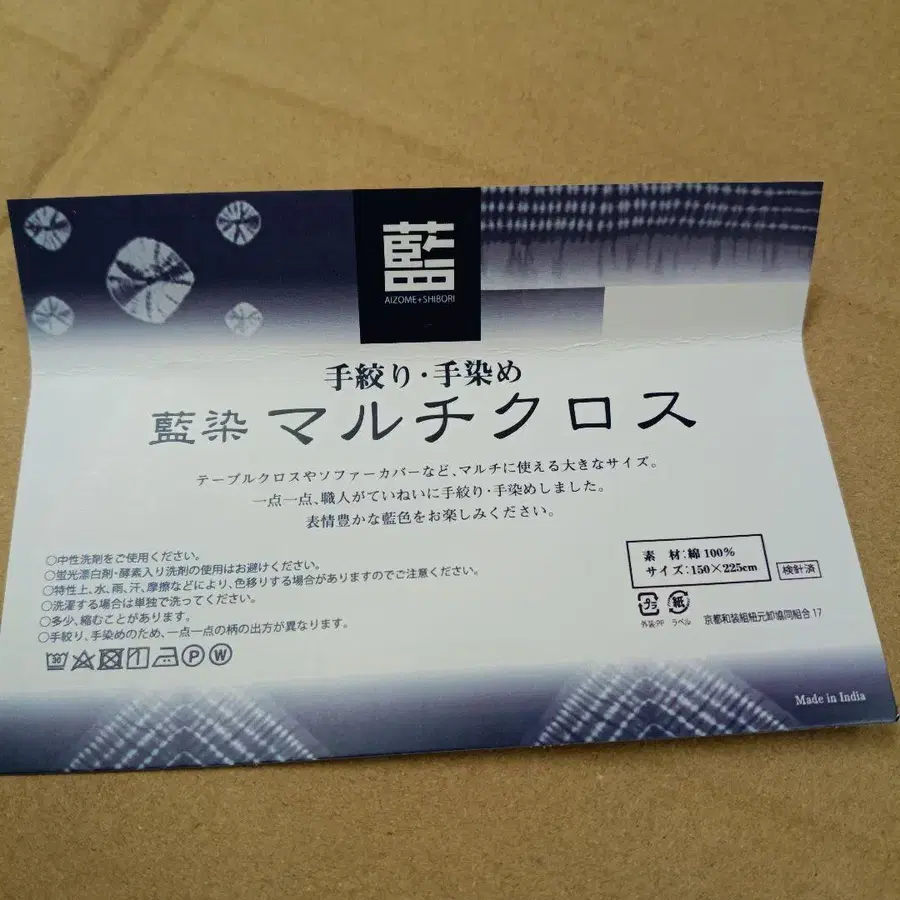 藍
AIZOME+SHIBORI
手絞り・手染め
藍染 マルチクロス
テーブルクロスやソファーカバーなど、マルチに使える大きなサイズ。
一点一点、職人がていねいに手絞り・手染めしました。
表情豊かな藍色をお楽しみください。
○中性洗剤をご使用ください。
○蛍光漂白剤・酵素入り洗剤の使用はお避けください。
○特性上、水、雨、汗、摩擦などにより、色移りする場合がありますのでご注意ください。
○洗濯する場合は単独で洗ってください。
○多少、縮むことがあります。
○手絞り、手染めのため、一点一点の柄の出方が異なります。
P W
素 材:綿100%
サイズ:150×225cm
検針済
プラ 紙
外装:PP ラベル
京都和装組紐元卸協同組合 17
Made in India